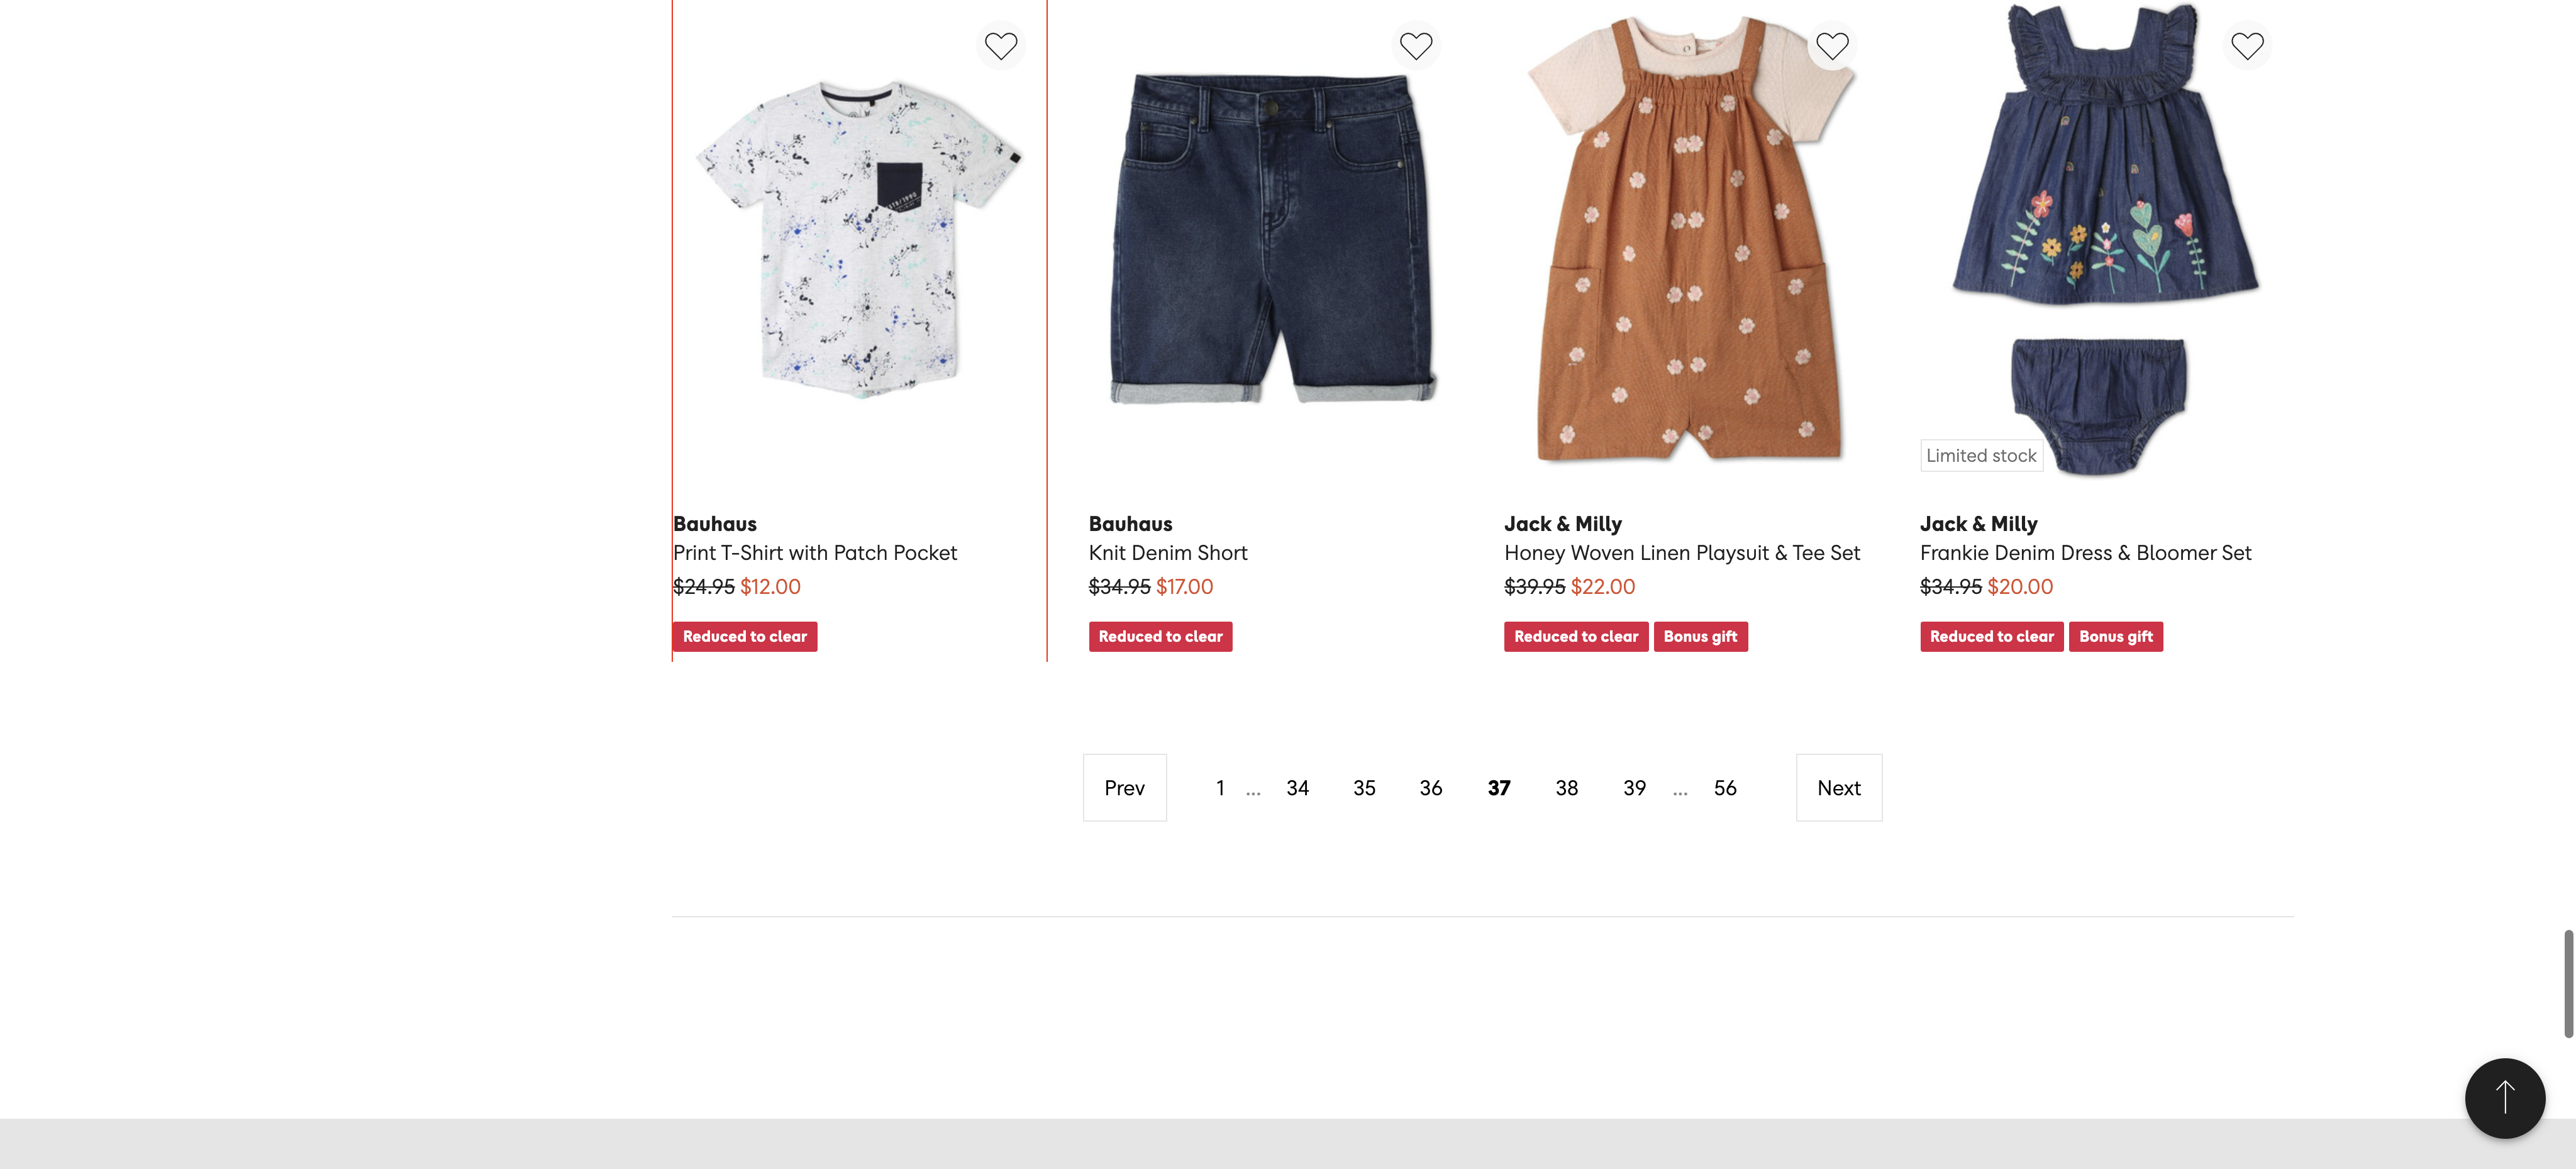 Limited stock
Bauhaus
Print T-Shirt with Patch Pocket
$24.95 $12.00
Reduced to clear
Bauhaus
Knit Denim Short
$34.95 $17.00
Reduced to clear
Jack & Milly
Honey Woven Linen Playsuit & Tee Set
$39.95 $22.00
Reduced to clear Bonus gift
Jack & Milly
Frankie Denim Dress & Bloomer Set
$34.95 $20.00
Reduced to clear Bonus gift
Prev 1 ... 34 35 36 37 38 39 ... 56 Next